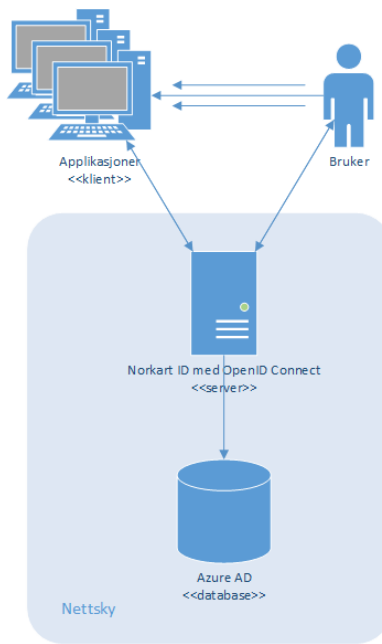 Applikasjoner
<<klient>>
Bruker
Norkart ID med OpenID Connect
<<server>>
Azure AD
<<database>>
Nettsky